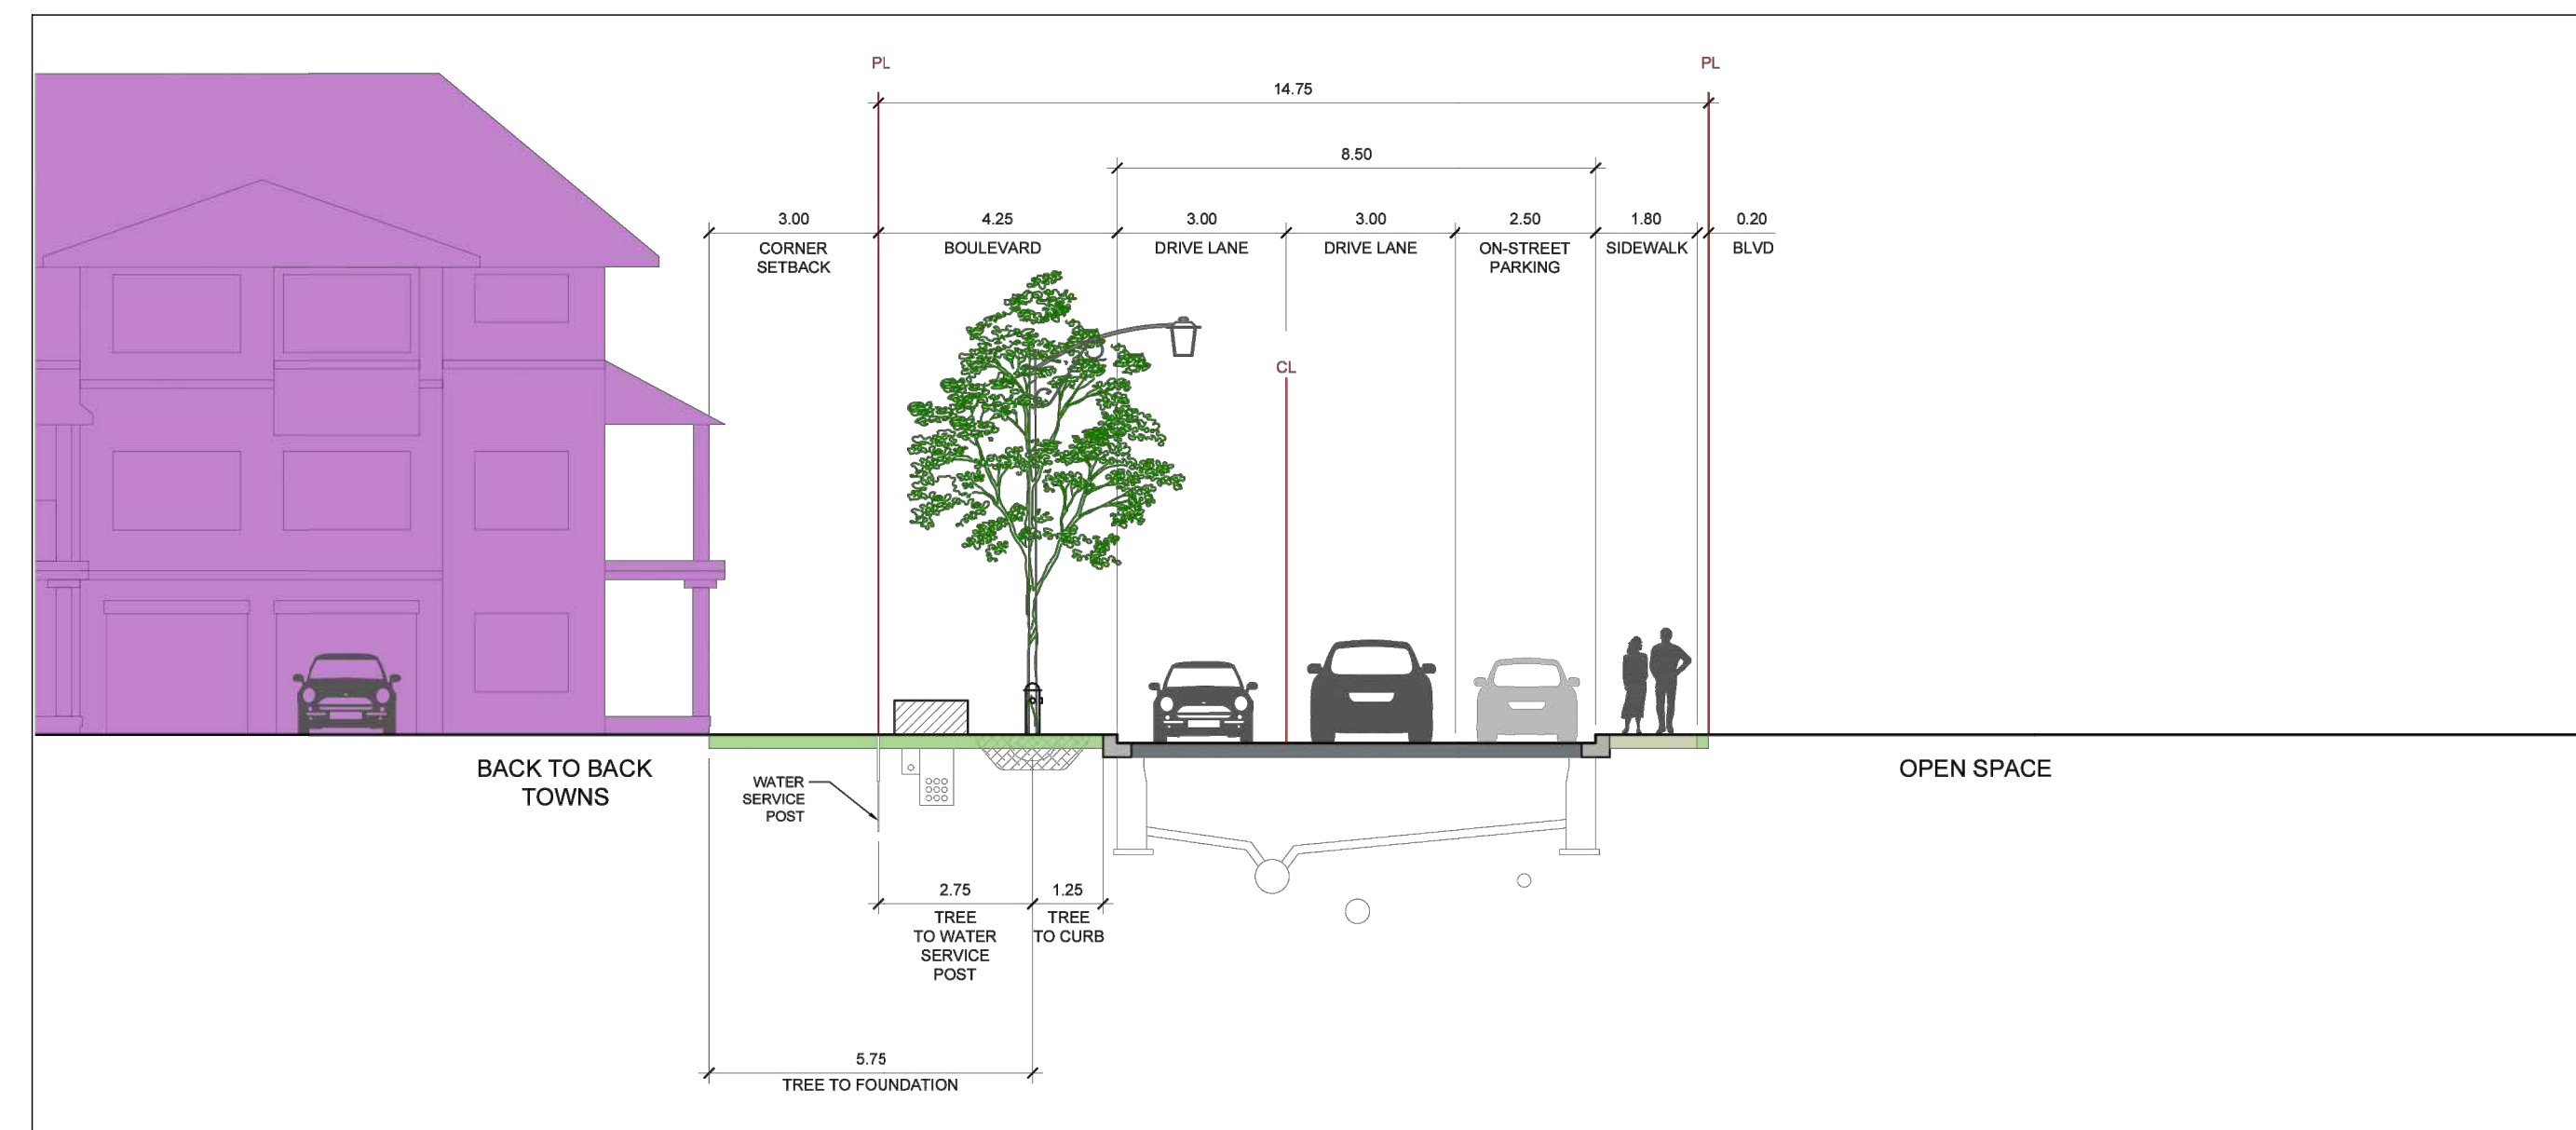 PL
PL
14.75
8.50
3.00
4.25
3.00
3.00
2.50
1.80
0.20
CORNER
SETBACK
BOULEVARD
DRIVE LANE
DRIVE LANE
ON-STREET
PARKING
SIDEWALK
BLVD
CL
BACK TO BACK
TOWNS
OPEN SPACE
WATER
SERVICE
POST
2.75
1.25
TREE
TO WATER
SERVICE
POST
TREE
TO CURB
5.75
TREE TO FOUNDATION